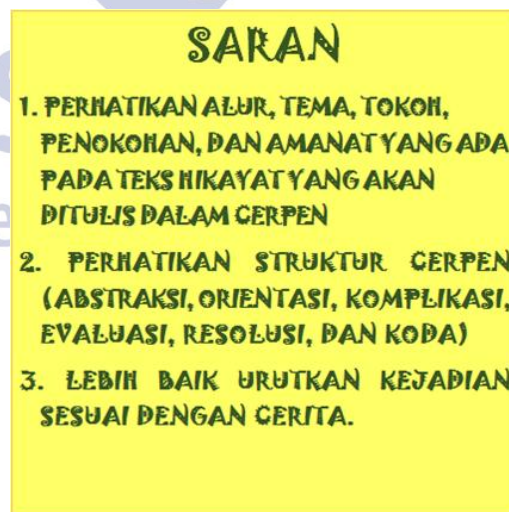 SARAN
1. PERHATIKAN ALUR, TEMA, TOKOH,
PENOKOHAN, DAN AMANAT YANG ADA
PADA TEKS HIKAYAT YANG AKAN
DITULIS DALAM CERPEN
2. PERHATIKAN STRUKTUR CERPEN
(ABSTRAKSI, ORIENTASI, KOMPLIKASI,
EVALUASI, RESOLUSI, DAN KODA)
3. LEBIH BAIK URUTKAN KEJADIAN
SESUAI DENGAN CERITA.